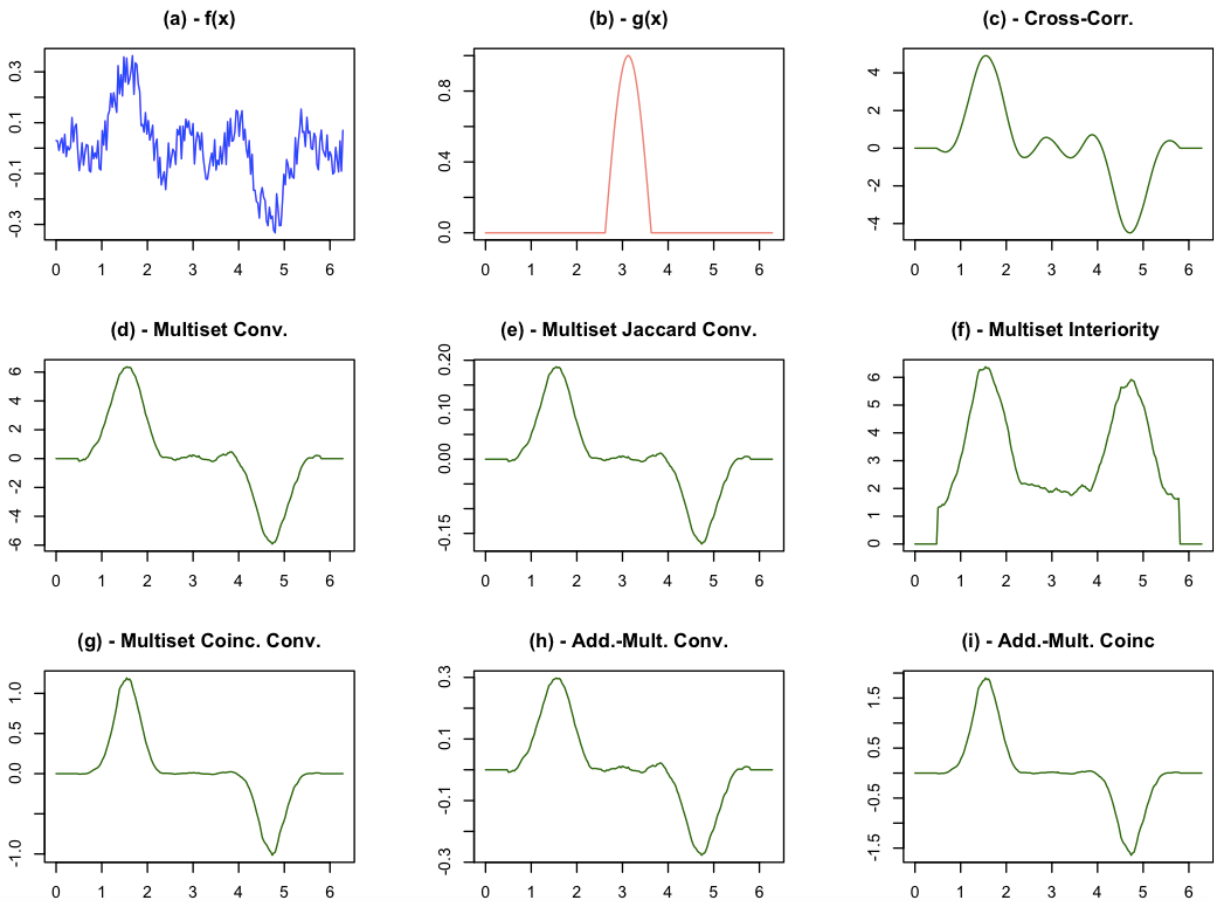 (a) - f(x)
(b) - g(x)
(c) - Cross-Corr.
0.3
0.1
-0.1
-0.3
0 1 2 3 4 5 6
0.8
0.4
0.0
0 1 2 3 4 5 6
4
2
0
-2
-4
0 1 2 3 4 5 6
(d) - Multiset Conv.
(e) - Multiset Jaccard Conv.
(f) - Multiset Interiority
6
4
2
0
-2
-4
-6
0 1 2 3 4 5 6
0.20
0.10
0.00
-0.15
0 1 2 3 4 5 6
6
5
4
3
2
1
0
0 1 2 3 4 5 6
(g) - Multiset Coinc. Conv.
(h) - Add.-Mult. Conv.
(i) - Add.-Mult. Coinc
1.0
0.5
0.0
-1.0
0 1 2 3 4 5 6
0.3
0.1
-0.1
-0.3
0 1 2 3 4 5 6
1.5
0.5
-0.5
-1.5
0 1 2 3 4 5 6